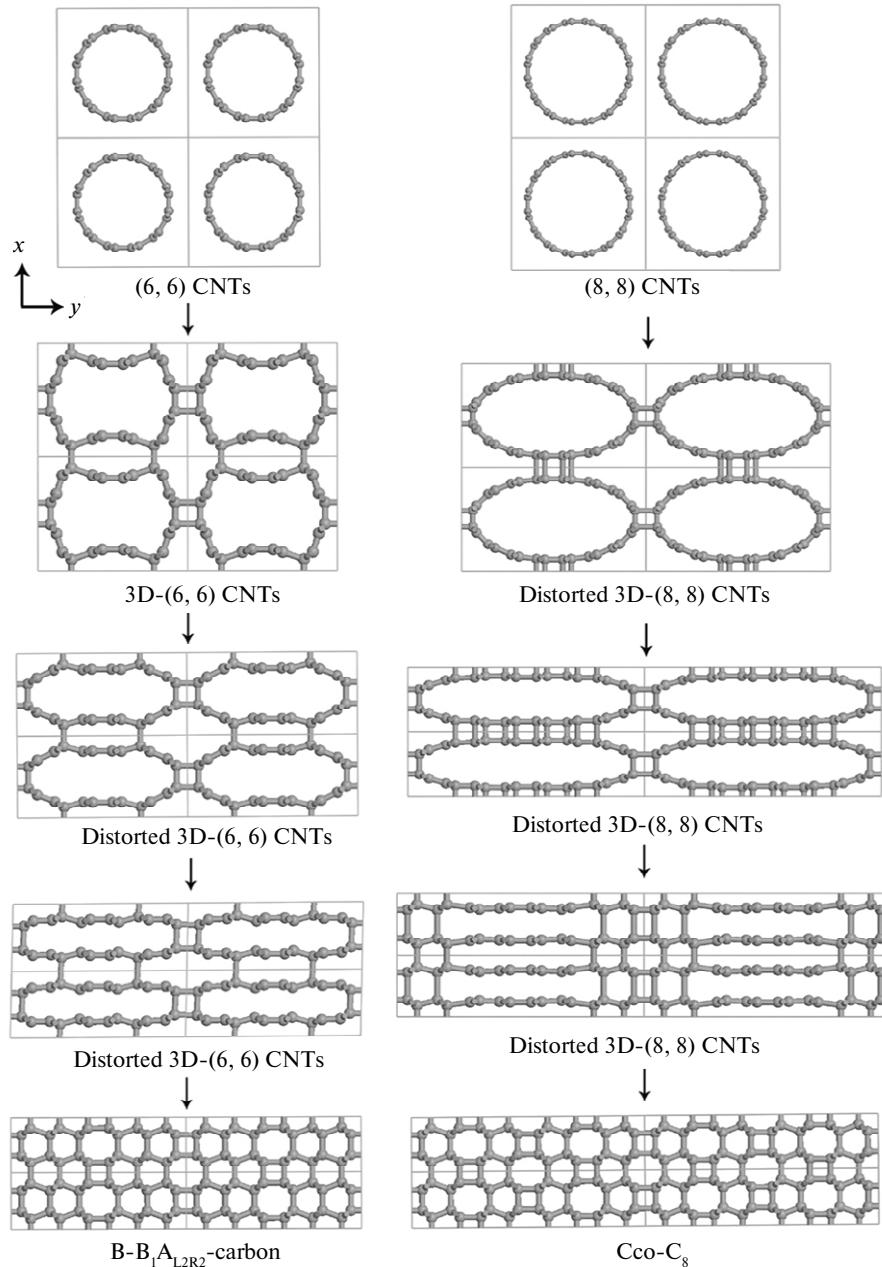 x
y
(6, 6) CNTs
(8, 8) CNTs
3D-(6, 6) CNTs
Distorted 3D-(8, 8) CNTs
Distorted 3D-(6, 6) CNTs
Distorted 3D-(8, 8) CNTs
Distorted 3D-(6, 6) CNTs
Distorted 3D-(8, 8) CNTs
B-B₁A_L2R2-carbon
Cco-C₈